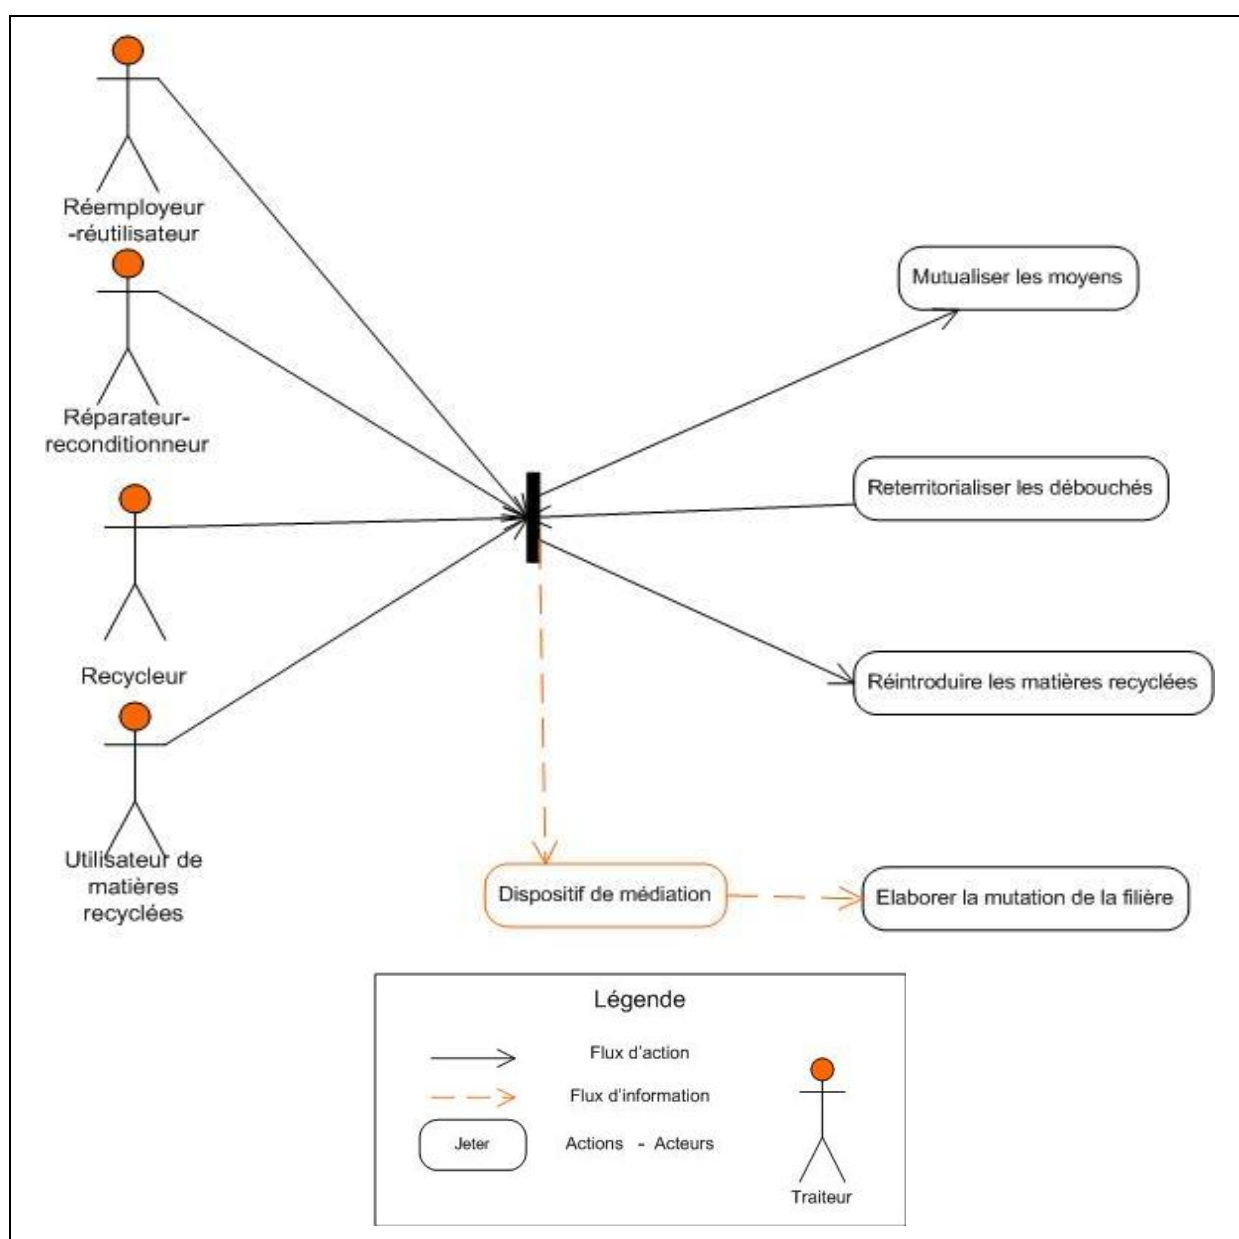 Réemployeur
-réutilisateur
Réparateur-
reconditionneur
Recycleur
Utilisateur de
matières
recyclées
Mutualiser les moyens
Reterritorialiser les débouchés
Réintroduire les matières recyclées
Dispositif de médiation
Elaborer la mutation de la filière
Légende
Flux d'action
Flux d'information
Jeter
Actions - Acteurs
Traiteur